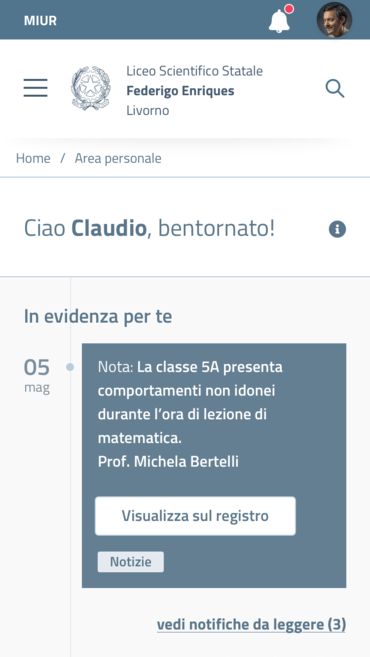 MIUR
Liceo Scientifico Statale
Federigo Enriques
Livorno
Home / Area personale
Ciao Claudio, bentornato!
In evidenza per te
05
mag
Nota: La classe 5A presenta
comportamenti non idonei
durante l'ora di lezione di
matematica.
Prof. Michela Bertelli
Visualizza sul registro
Notizie
vedi notifiche da leggere (3)